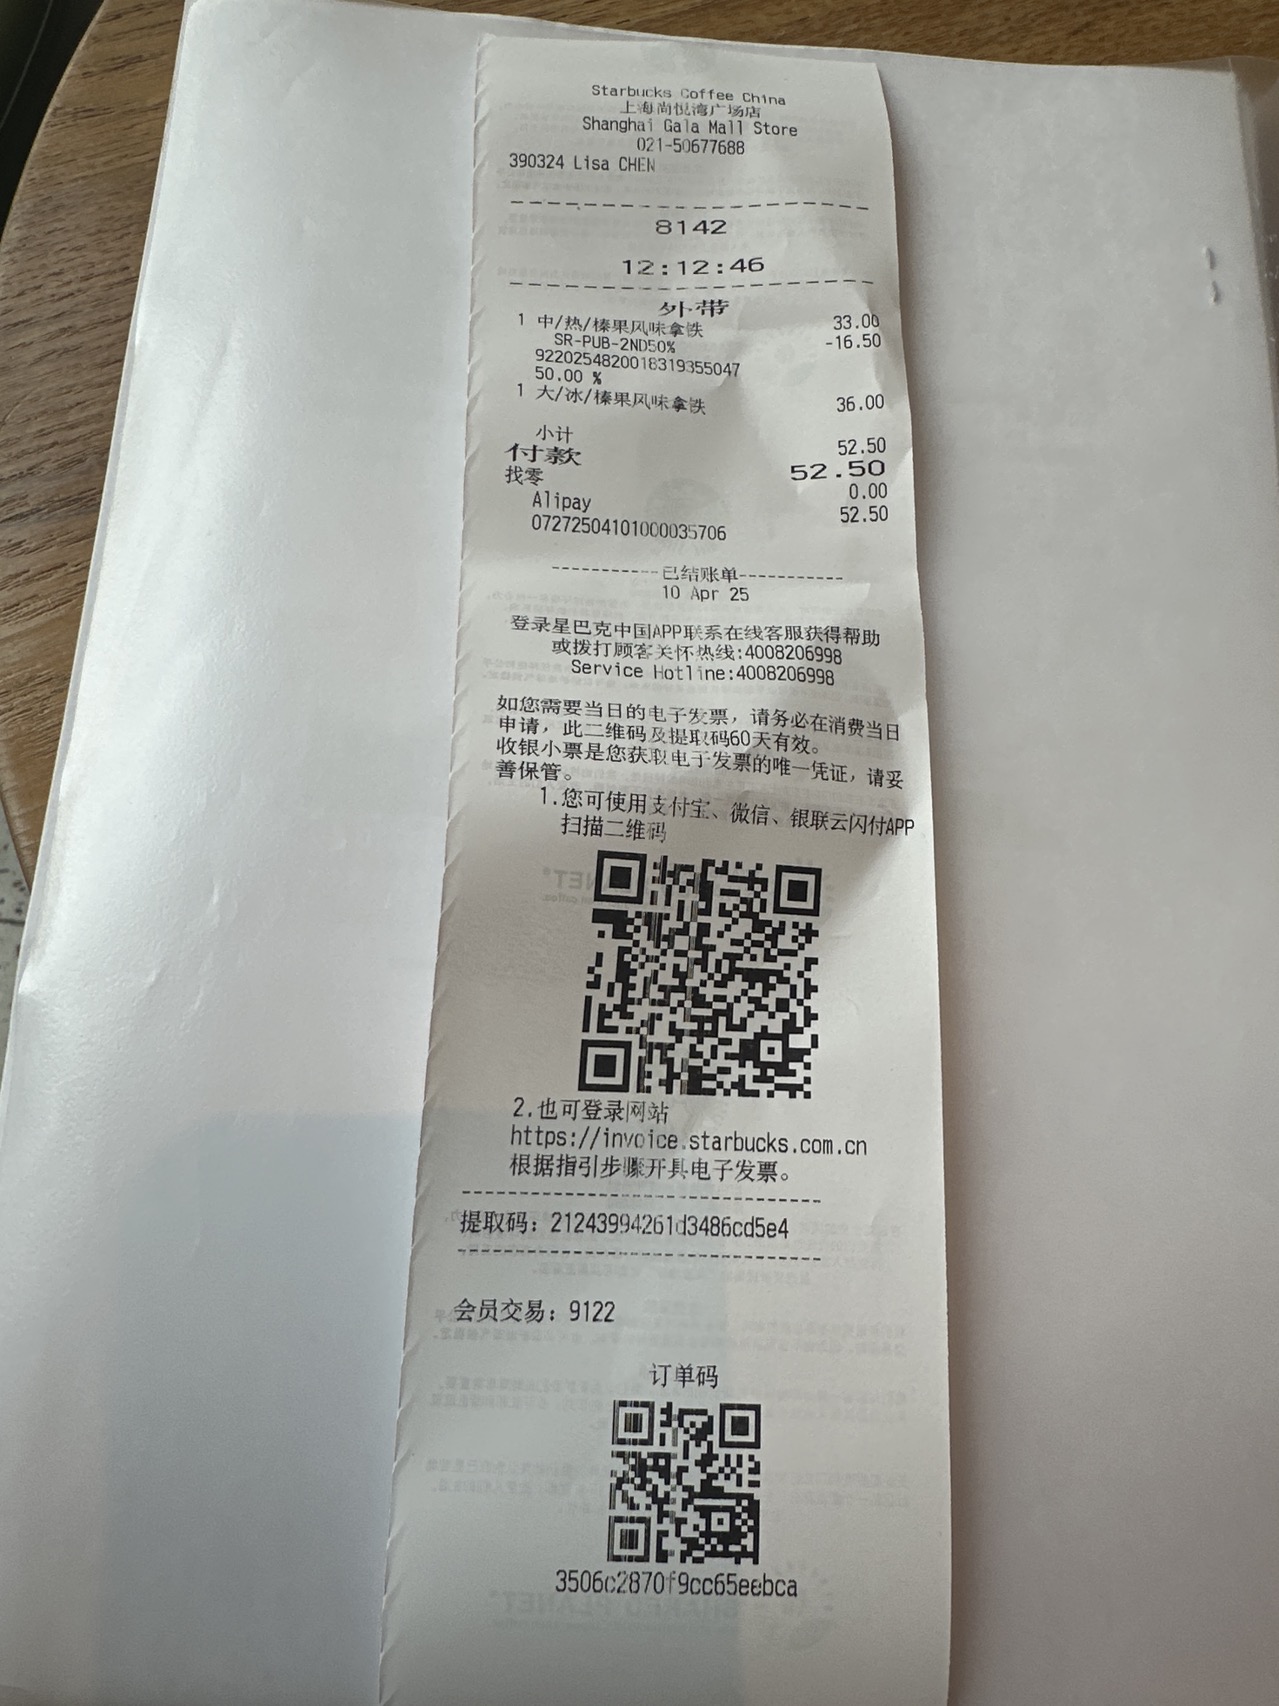 Starbucks Coffee China
上海尚悦湾广场店
Shanghai Gala Mall Store
021-50677688
390324 Lisa CHEN
8142
12:12:46
外带
1 中/热/榛果风味拿铁 33.00
SR-PUB-2ND50% -16.50
9220254820018319355047
50.00 %
1 大/冰/榛果风味拿铁 36.00
小计 52.50
付款 52.50
找零 0.00
Alipay 52.50
07272504101000035706
-----------已结账单-----------
10 Apr 25
登录星巴克中国APP联系在线客服获得帮助
或拨打顾客关怀热线:4008206998
Service Hotline:4008206998
如您需要当日的电子发票，请务必在消费当日
申请，此二维码及提取码60天有效。
收银小票是您获取电子发票的唯一凭证，请妥
善保管。
1.您可使用支付宝、微信、银联云闪付APP
扫描二维码
2.也可登录网站
https://invoice.starbucks.com.cn
根据指引步骤开具电子发票。
提取码：21243994261d3486cd5e4
会员交易：9122
订单码
3506c2870f9cc65eebca